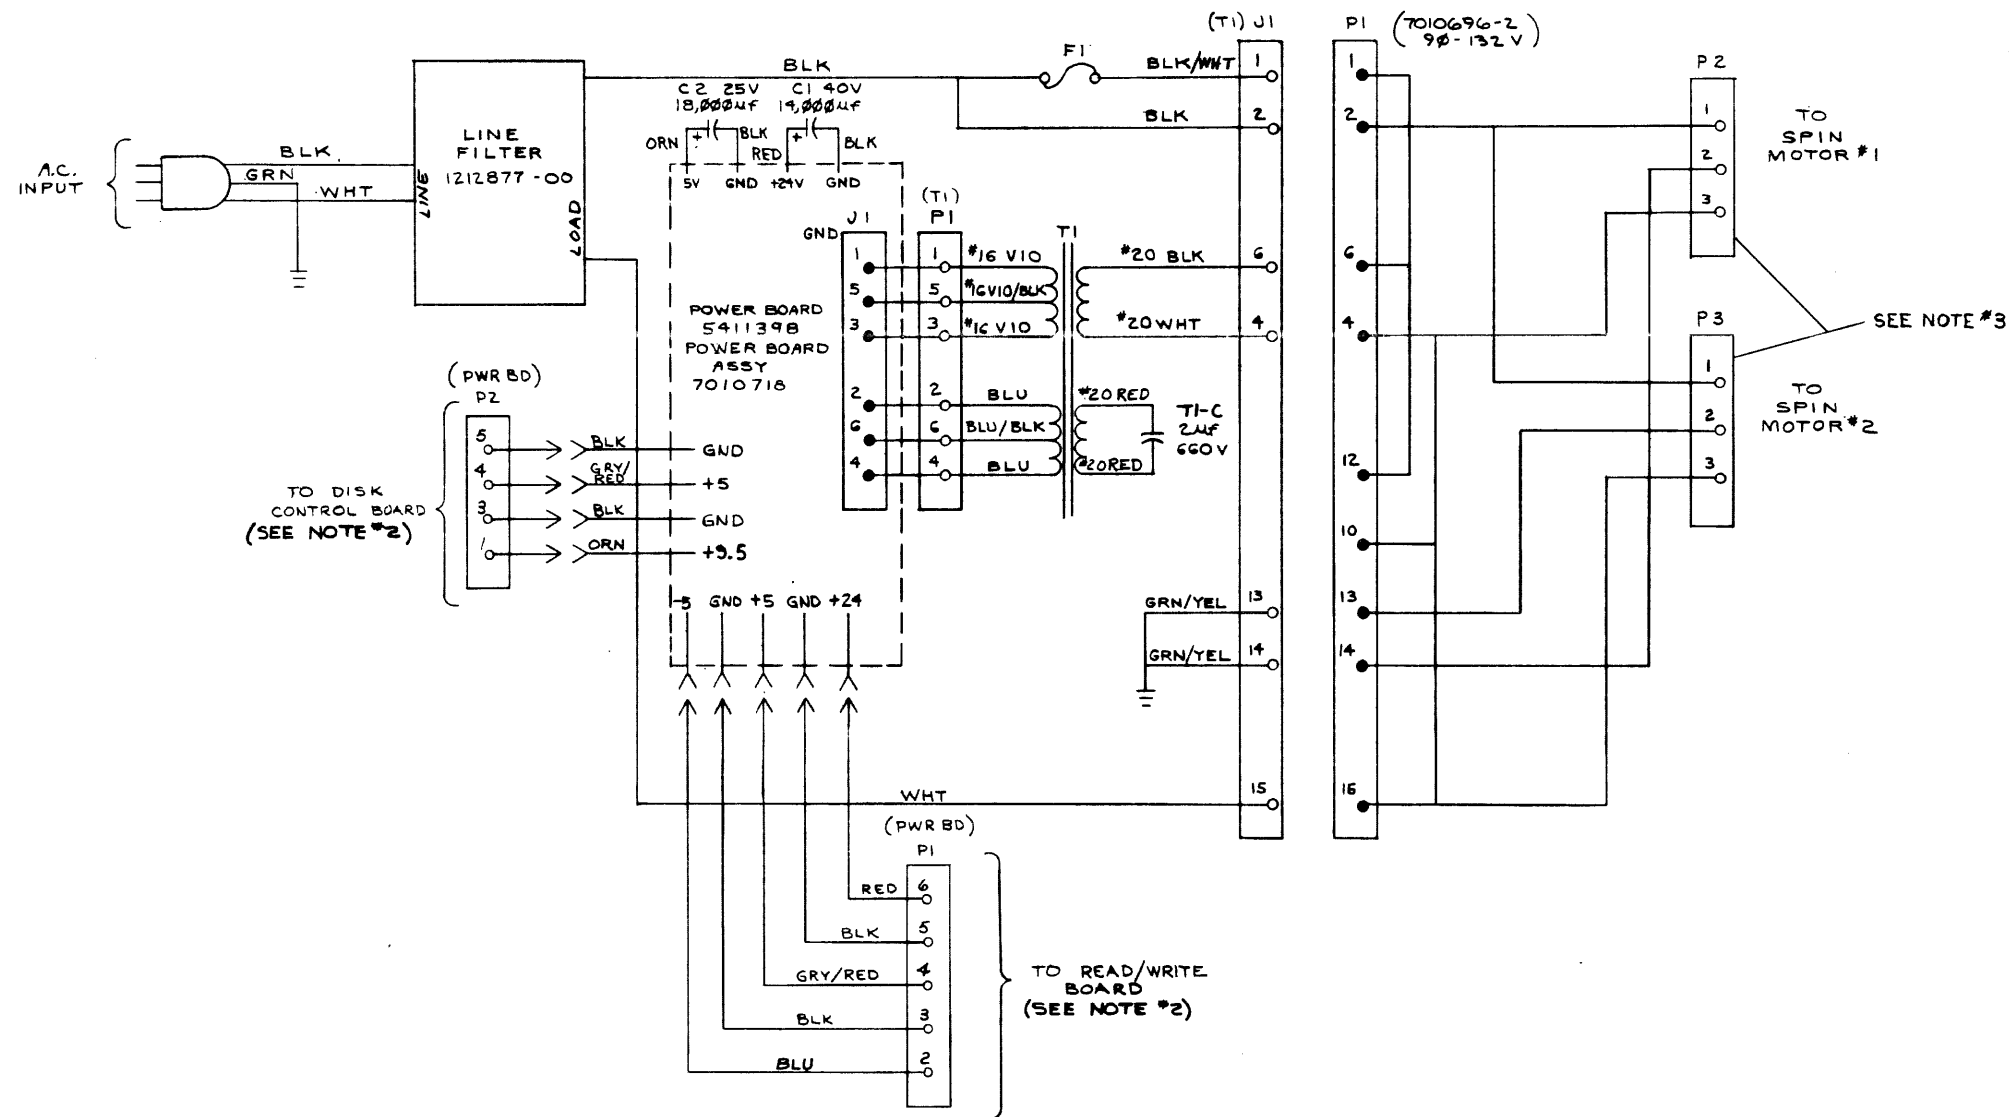 (T1) J1
P1 (7010696-2
9Ø-132V)
F1
BLK
BLK/WHT
1
1
P2
C2 25V
18,ØØØuf
C1 40V
14,ØØØuf
BLK
2
2
1
TO
SPIN
MOTOR #1
LINE
FILTER
1212877-00
LINE
LOAD
ORN
+
BLK
RED
+
BLK
A.C.
INPUT
BLK
GRN
WHT
5V
GND
+24V
GND
2
3
(T1)
J1
P1
T1
GND
1
1
#16 VIO
#20 BLK
6
6
5
5
#16 VIO/BLK
3
3
#16 VIO
#20 WHT
4
4
POWER BOARD
5411398
POWER BOARD
ASSY
7010718
SEE NOTE #3
P3
1
TO
SPIN
MOTOR #2
2
3
(PWR BD)
P2
2
2
BLU
#20 RED
T1-C
2uf
660V
6
6
BLU/BLK
4
4
BLU
#20 RED
12
5
BLK
GND
4
GRY/
RED
+5
3
BLK
GND
1
ORN
+9.5
TO DISK
CONTROL BOARD
(SEE NOTE #2)
10
-5
GND
+5
GND
+24
GRN/YEL
13
13
GRN/YEL
14
14
WHT
15
16
(PWR BD)
P1
RED
6
BLK
5
GRY/RED
4
BLK
3
BLU
2
TO READ/WRITE
BOARD
(SEE NOTE #2)